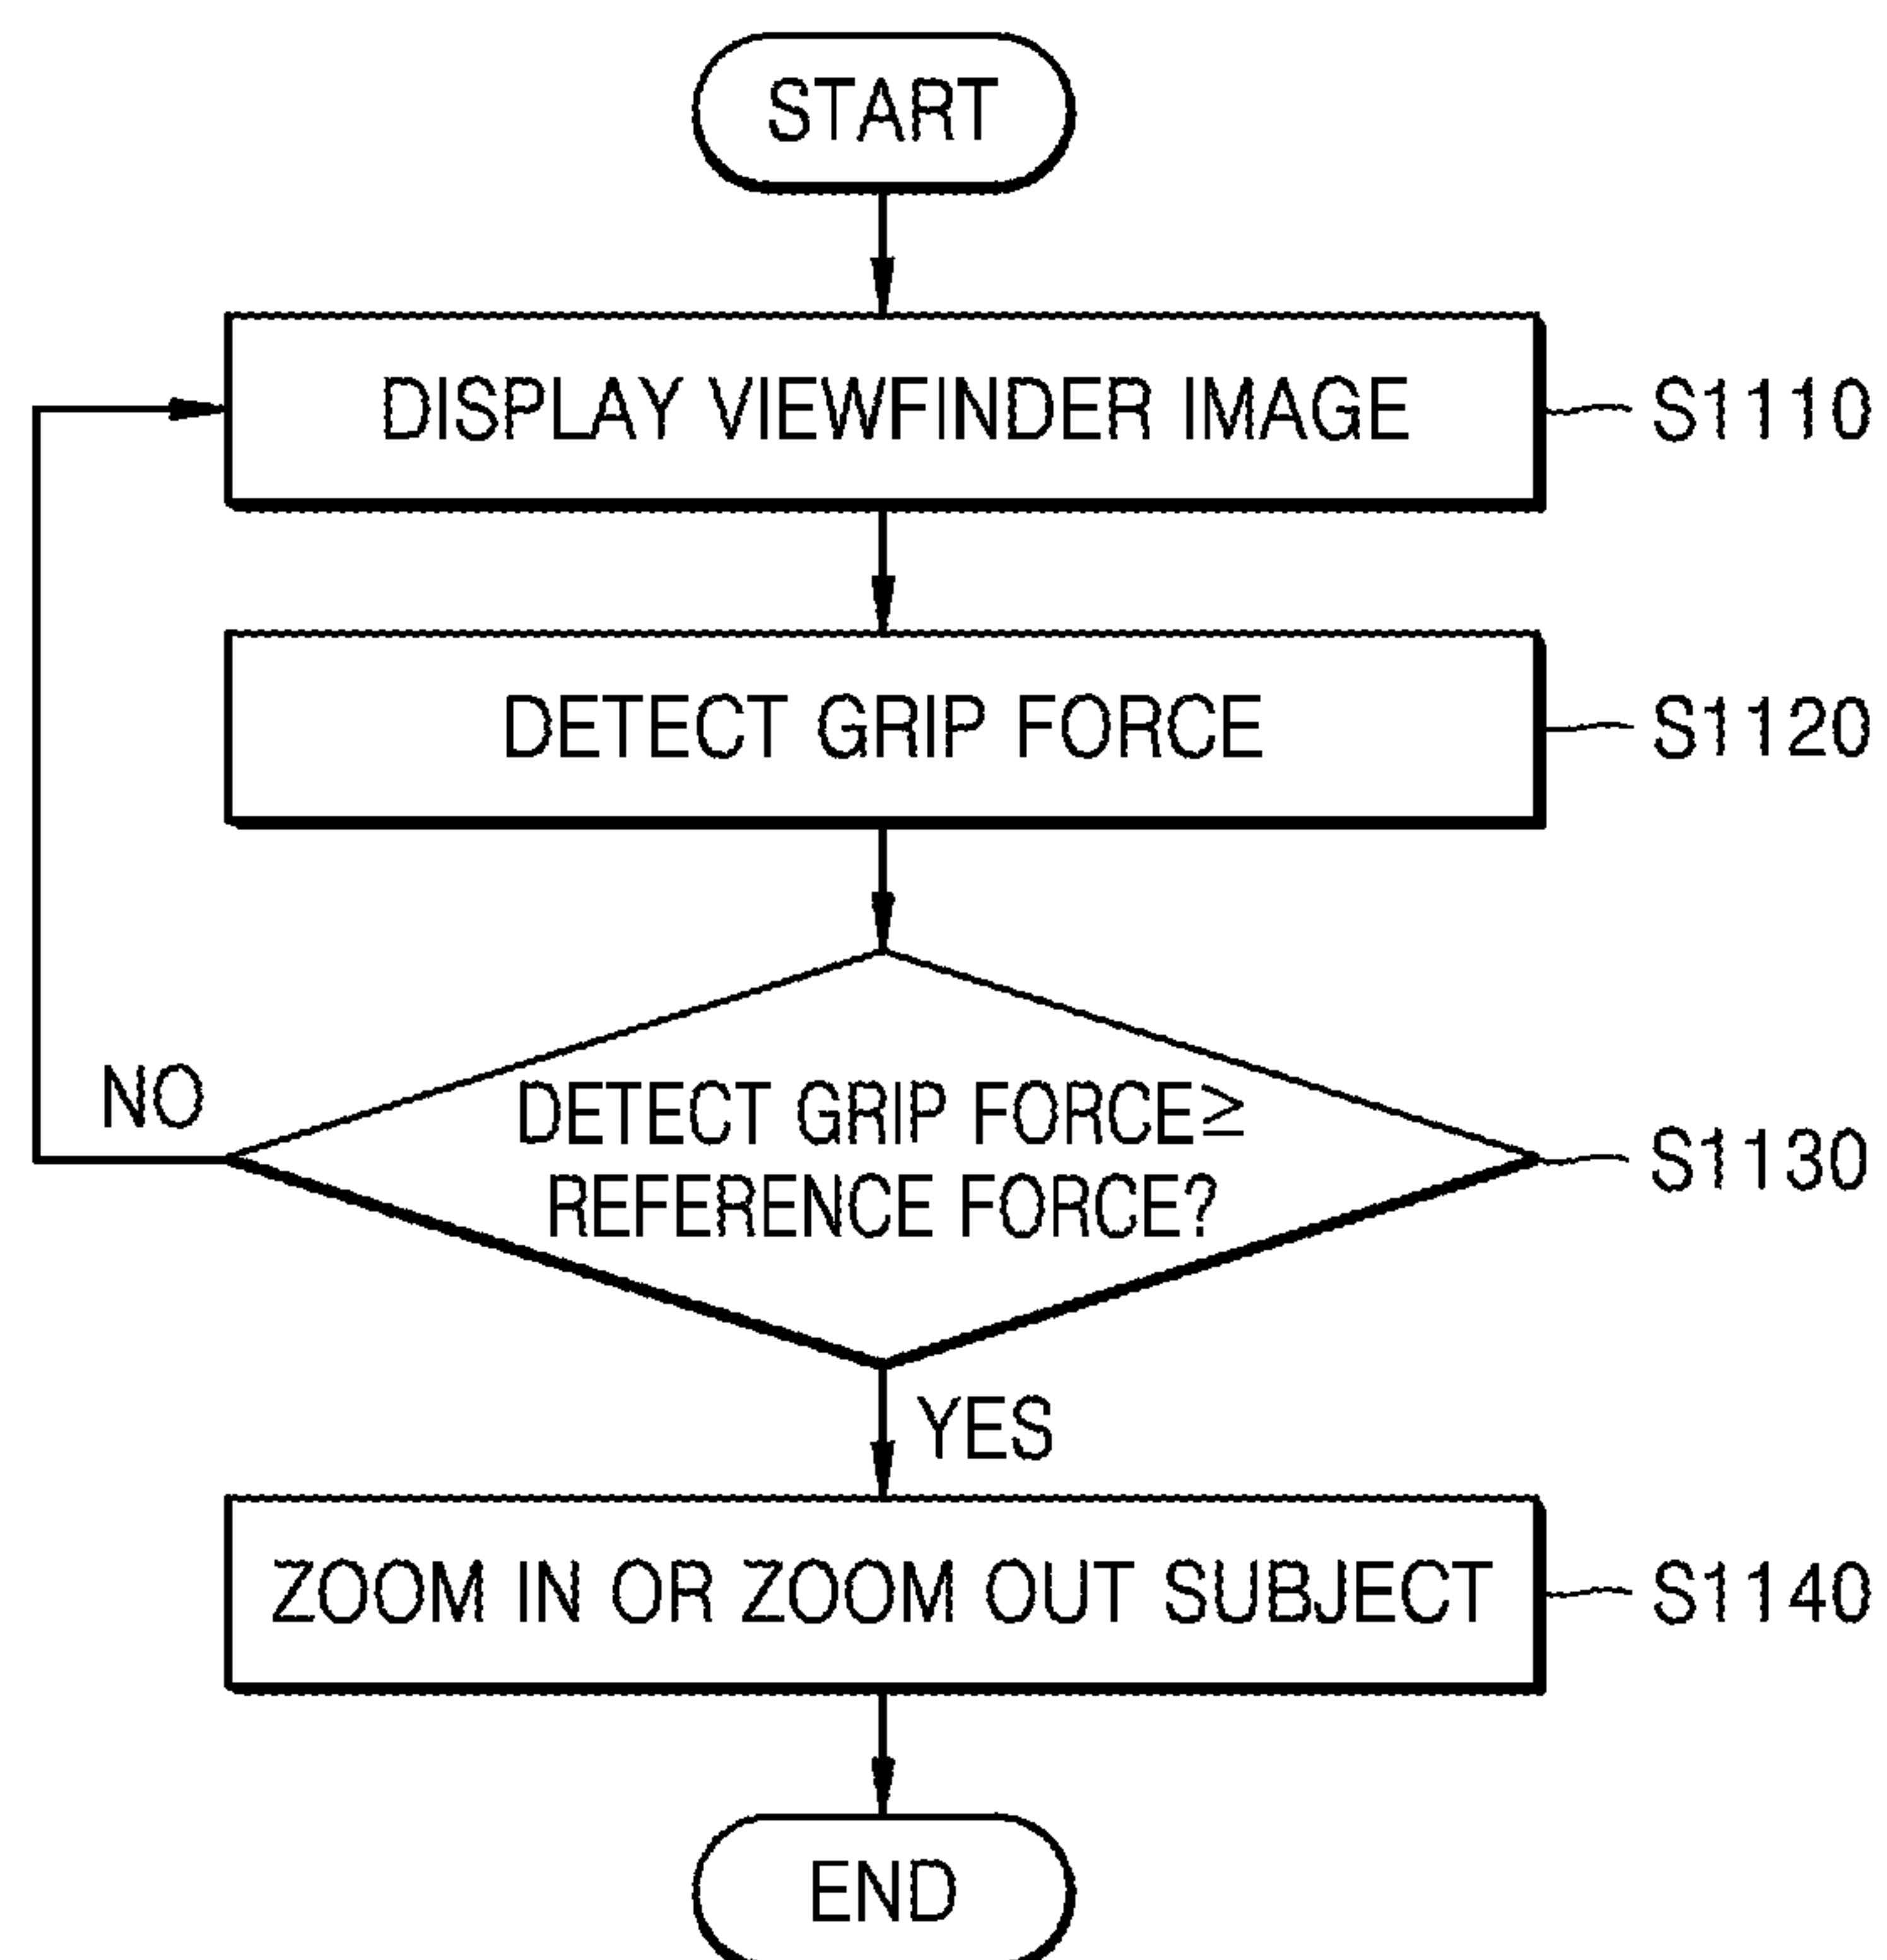 START
DISPLAY VIEWFINDER IMAGE
S1110
DETECT GRIP FORCE
S1120
DETECT GRIP FORCE≥
REFERENCE FORCE?
S1130
NO
YES
ZOOM IN OR ZOOM OUT SUBJECT
S1140
END